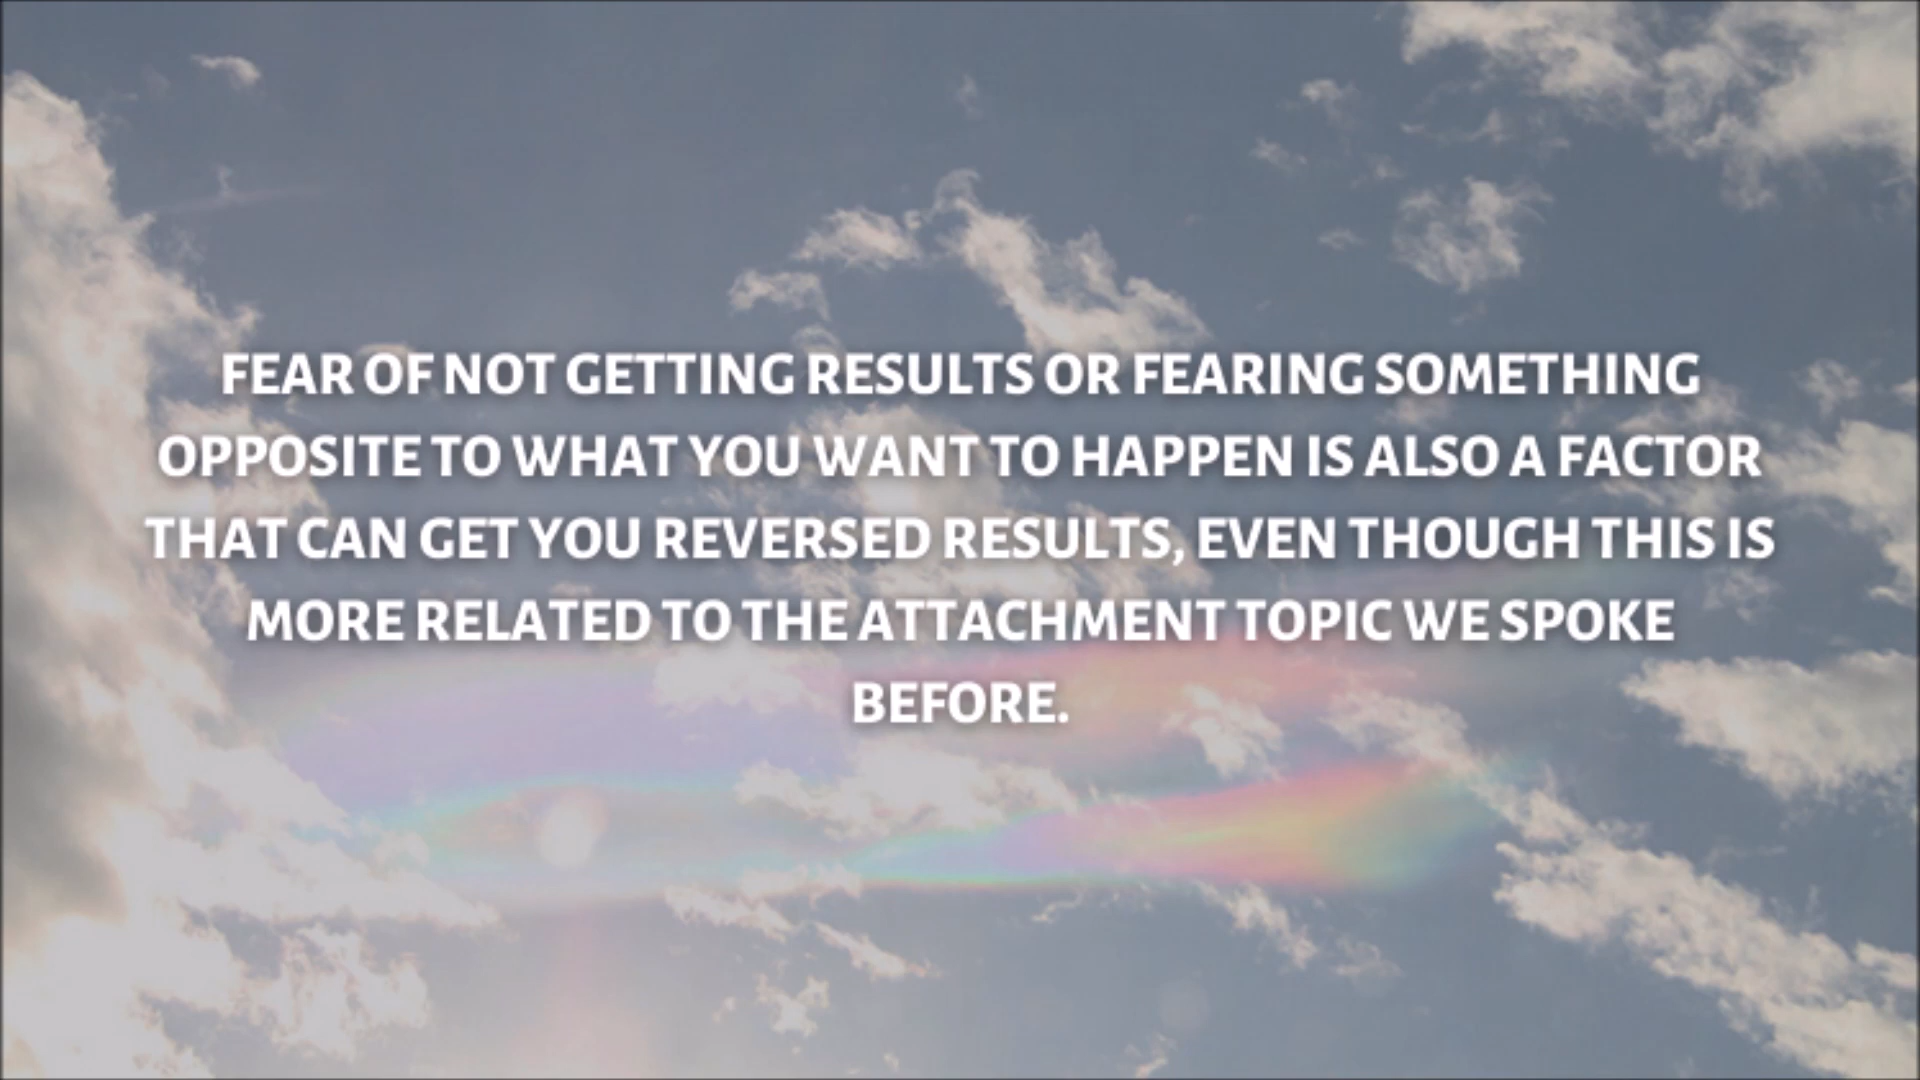 FEAR OF NOT GETTING RESULTS OR FEARING SOMETHING
OPPOSITE TO WHAT YOU WANT TO HAPPEN IS ALSO A FACTOR
THAT CAN GET YOU REVERSED RESULTS, EVEN THOUGH THIS IS
MORE RELATED TO THE ATTACHMENT TOPIC WE SPOKE
BEFORE.